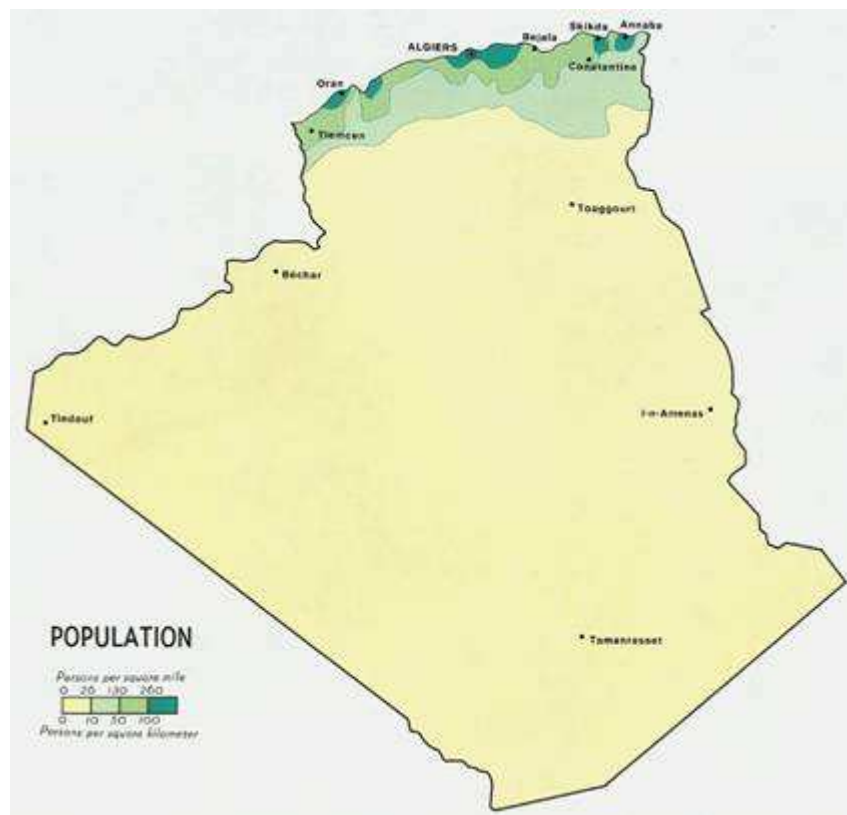 Skikda
Annaba
ALGIERS
Bejaia
Constantine
Oran
Tlemcen
Touggourt
Béchar
I-n-Amenas
Tindouf
POPULATION
Tamanrasset
Persons per square mile
0 20 130 260
0 10 50 100
Persons per square kilometer